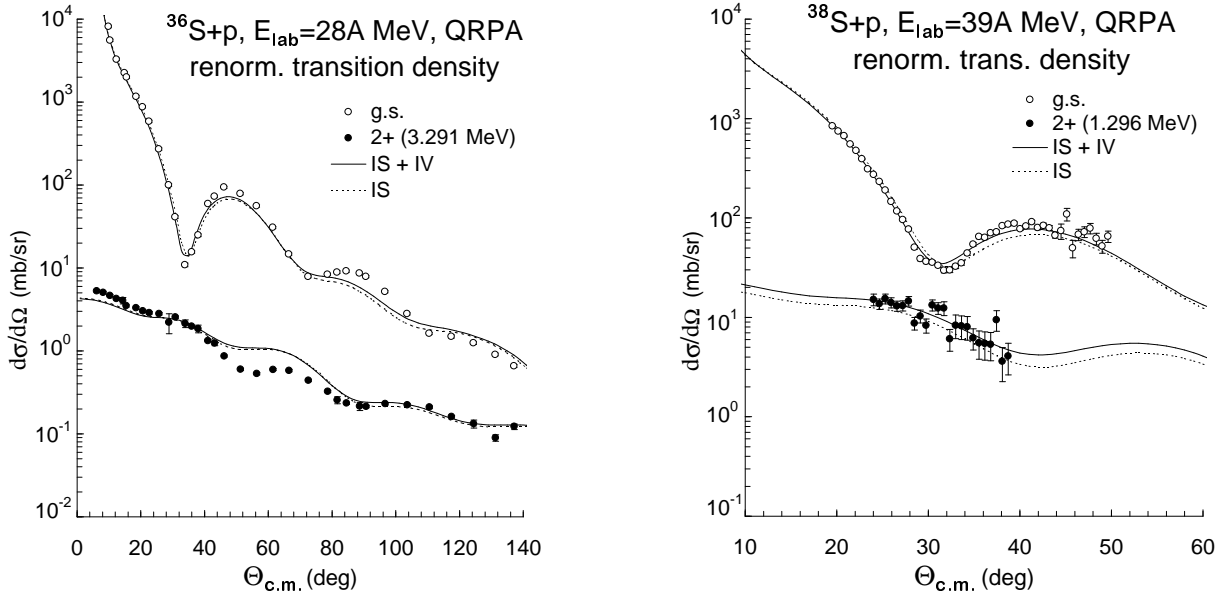 ³⁶S+p, E_lab=28A MeV, QRPA
renorm. transition density
g.s.
2+ (3.291 MeV)
IS + IV
IS
10⁴
10³
10²
10¹
10⁰
10⁻¹
10⁻²
dσ/dΩ (mb/sr)
0 20 40 60 80 100 120 140
Θ_c.m. (deg)
³⁸S+p, E_lab=39A MeV, QRPA
renorm. trans. density
g.s.
2+ (1.296 MeV)
IS + IV
IS
10⁴
10³
10²
10¹
10⁰
10⁻¹
dσ/dΩ (mb/sr)
10 20 30 40 50 60
Θ_c.m. (deg)